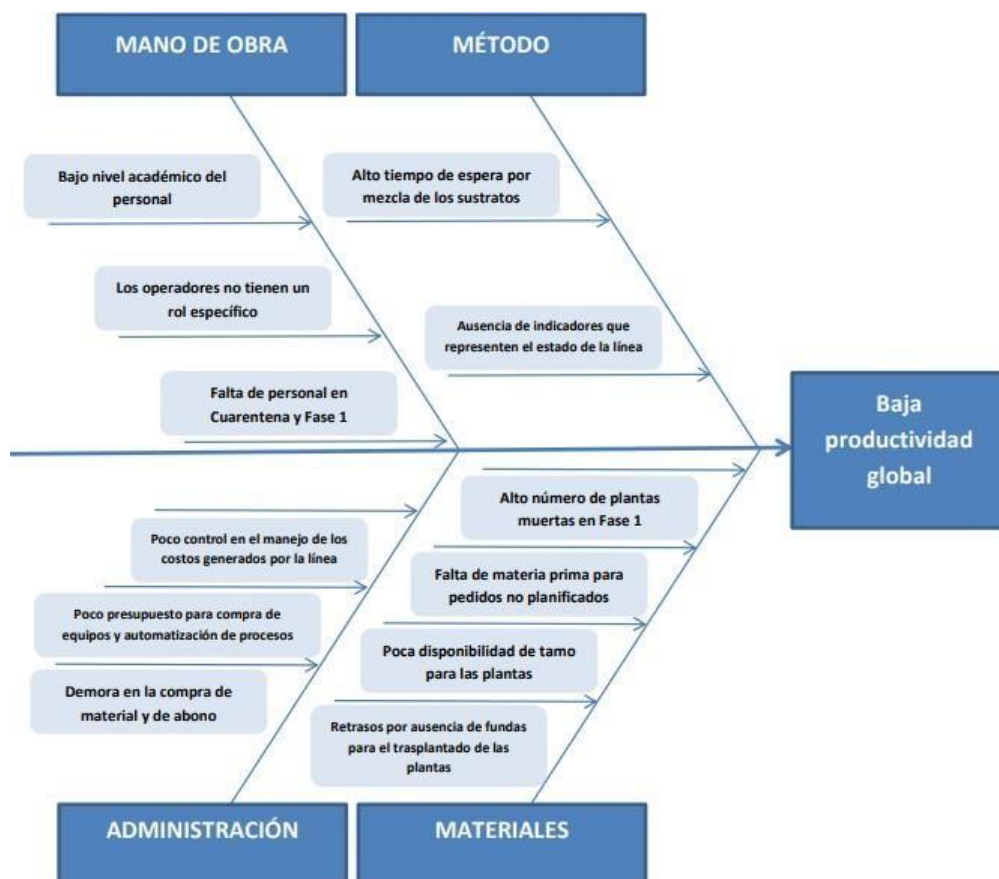 MANO DE OBRA
MÉTODO
Bajo nivel académico del
personal
Alto tiempo de espera por
mezcla de los sustratos
Los operadores no tienen un
rol específico
Ausencia de indicadores que
representen el estado de la línea
Falta de personal en
Cuarentena y Fase 1
Baja
productividad
global
Alto número de plantas
muertas en Fase 1
Poco control en el manejo de los
costos generados por la línea
Falta de materia prima para
pedidos no planificados
Poco presupuesto para compra de
equipos y automatización de procesos
Poca disponibilidad de tamo
para las plantas
Demora en la compra de
material y de abono
Retrasos por ausencia de fundas
para el trasplantado de las
plantas
ADMINISTRACIÓN
MATERIALES